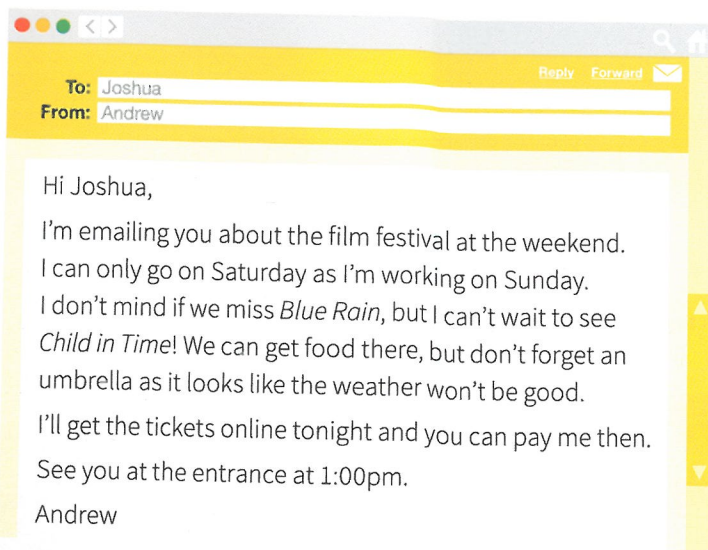 Reply Forward
To: Joshua
From: Andrew
Hi Joshua,
I'm emailing you about the film festival at the weekend.
I can only go on Saturday as I'm working on Sunday.
I don't mind if we miss Blue Rain, but I can't wait to see
Child in Time! We can get food there, but don't forget an
umbrella as it looks like the weather won't be good.
I'll get the tickets online tonight and you can pay me then.
See you at the entrance at 1:00pm.
Andrew